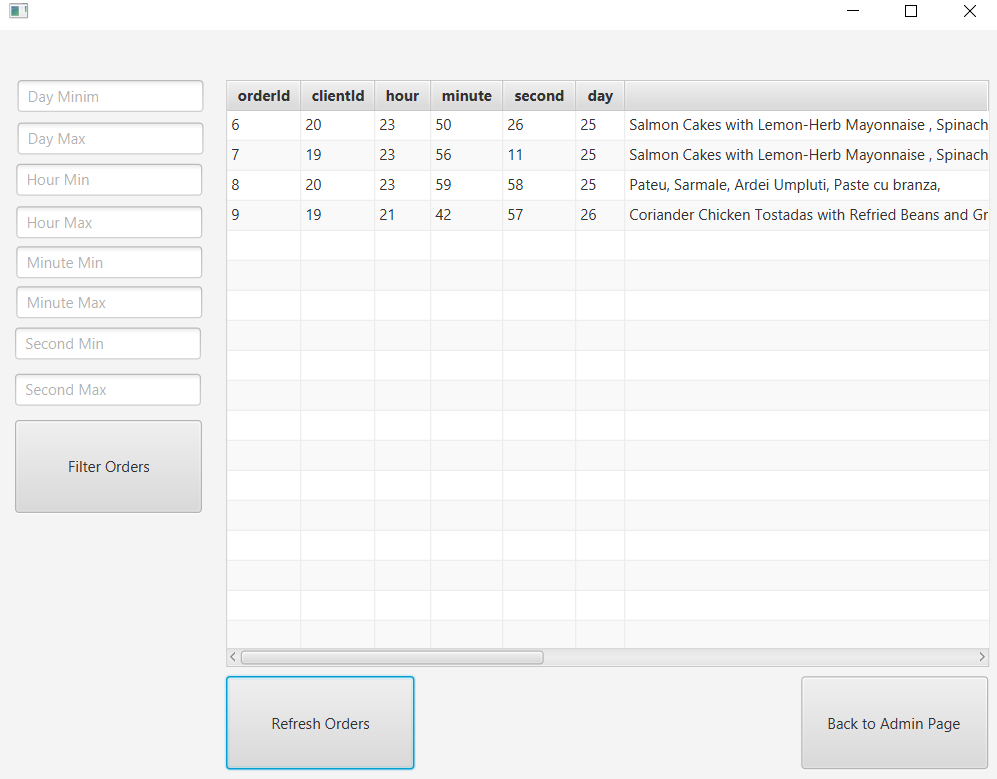 Day Minim
Day Max
Hour Min
Hour Max
Minute Min
Minute Max
Second Min
Second Max
Filter Orders
orderId clientId hour minute second day
6 20 23 50 26 25 Salmon Cakes with Lemon-Herb Mayonnaise , Spinach
7 19 23 56 11 25 Salmon Cakes with Lemon-Herb Mayonnaise , Spinach
8 20 23 59 58 25 Pateu, Sarmale, Ardei Umpluti, Paste cu branza,
9 19 21 42 57 26 Coriander Chicken Tostadas with Refried Beans and Gr
Refresh Orders
Back to Admin Page